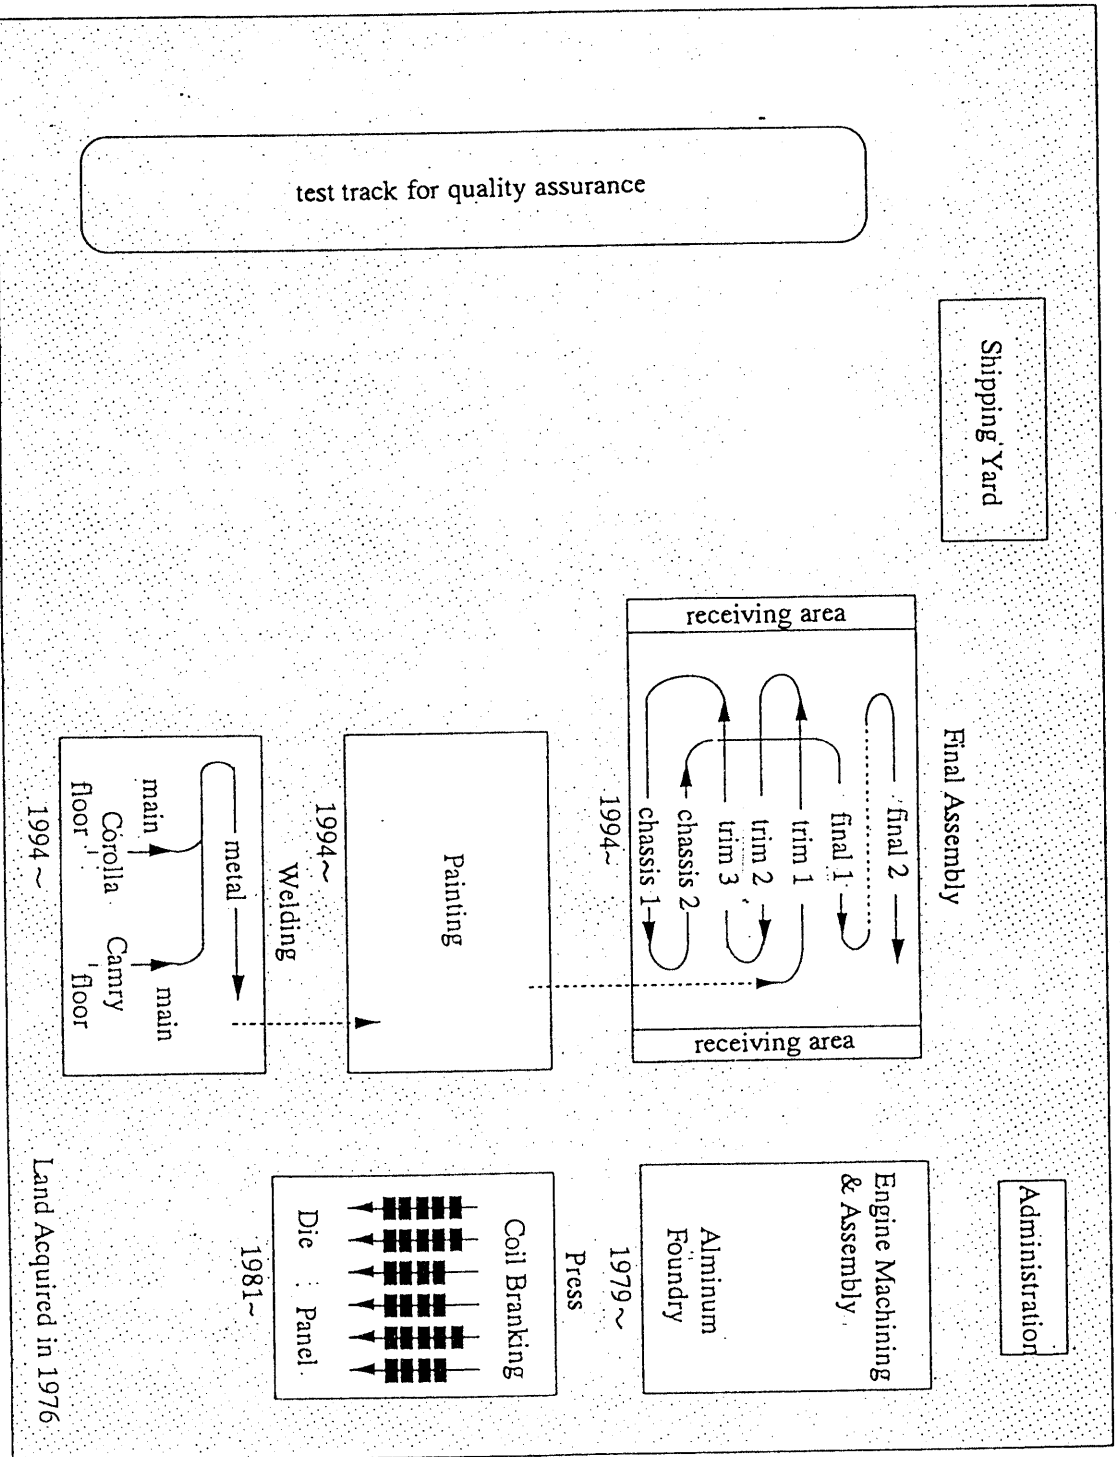 test track for quality assurance
Shipping Yard
Final Assembly
receiving area
final 2
final 1
trim 1
trim 2
trim 3
chassis 2
chassis 1
receiving area
1994~
Painting
1994~
Welding
metal
main
floor
Corolla
main
floor
Camry
1994~
Administration
Engine Machining
& Assembly
Alminum
Foundry
1979~
Press
Coil Branking
Die
Panel
1981~
Land Acquired in 1976